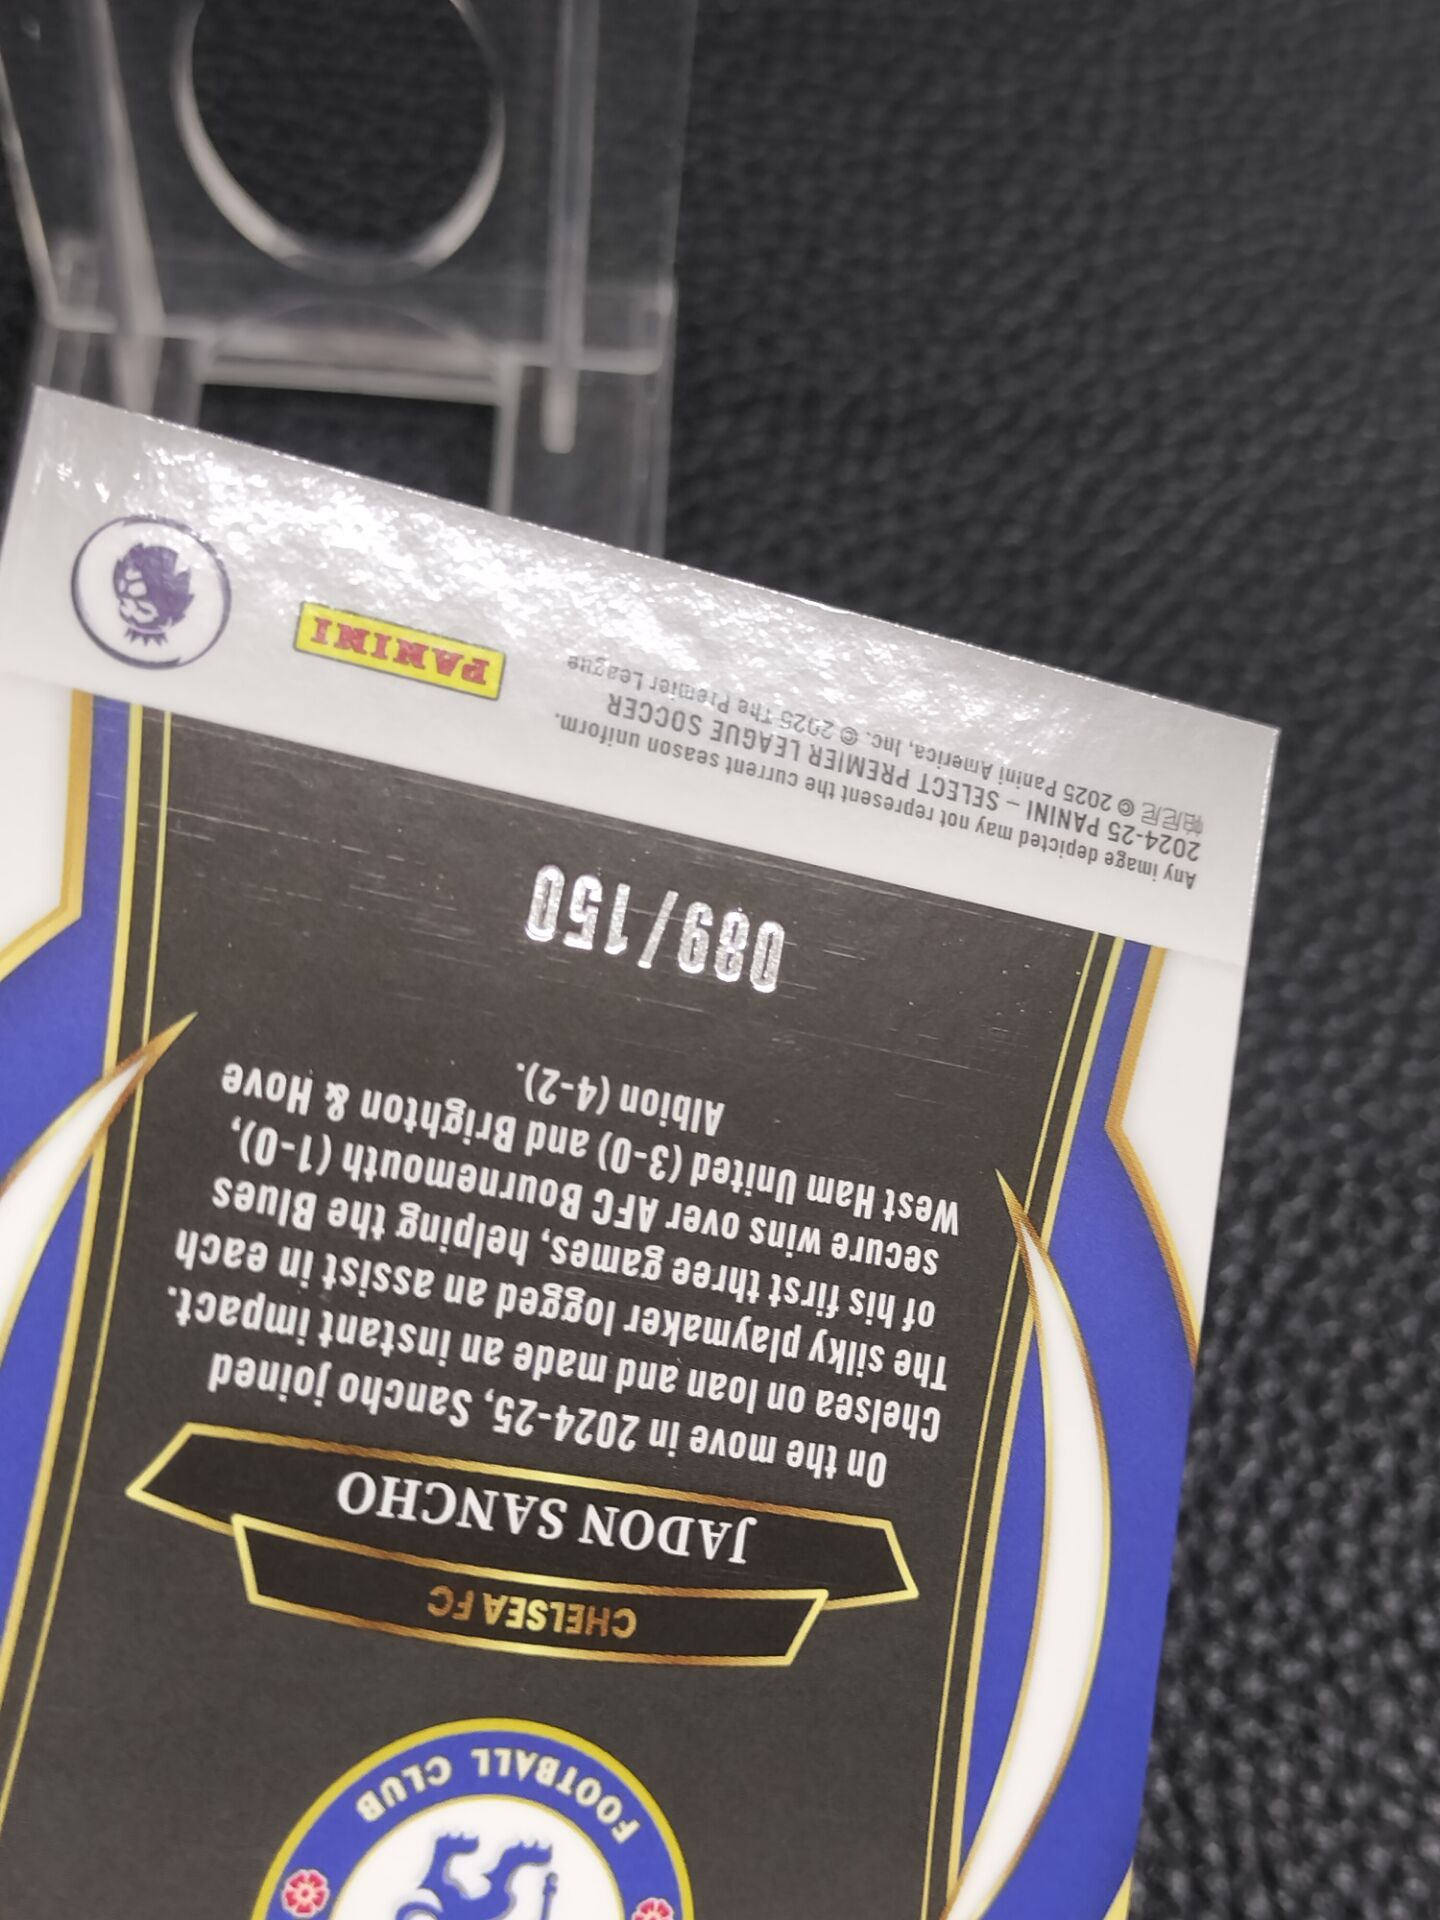 FOOTBALL CLUB
CHELSEA FC
JADON SANCHO
On the move in 2024-25, Sancho joined
Chelsea on loan and made an instant impact.
The silky playmaker logged an assist in each
of his first three games, helping the Blues
secure wins over AFC Bournemouth (1-0),
West Ham United (3-0) and Brighton & Hove
Albion (4-2).
089/150
Any image depicted may not represent the current season uniform.
2024-25 PANINI – SELECT PREMIER LEAGUE SOCCER
帕尼尼 © 2025 Panini America, Inc. © 2025 The Premier League
PANINI